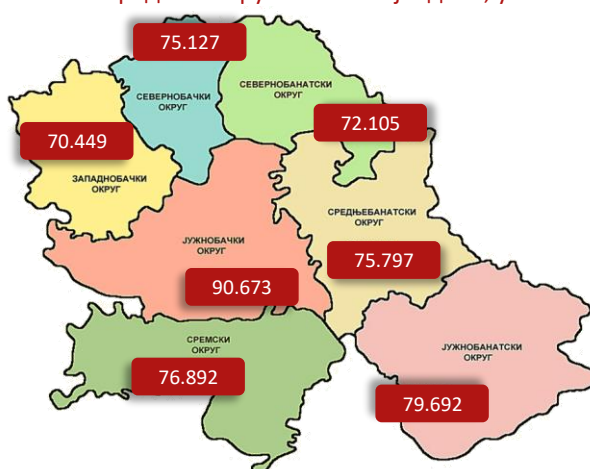 75.127
СЕВЕРНОБАЧКИ
ОКРУГ
СЕВЕРНОБАНАТСКИ
ОКРУГ
72.105
70.449
ЗАПАДНОБАЧКИ
ОКРУГ
СРЕДЊЕБАНАТСКИ
ОКРУГ
ЈУЖНОБАЧКИ
ОКРУГ
75.797
90.673
СРЕМСКИ
ОКРУГ
ЈУЖНОБАНАТСКИ
ОКРУГ
76.892
79.692